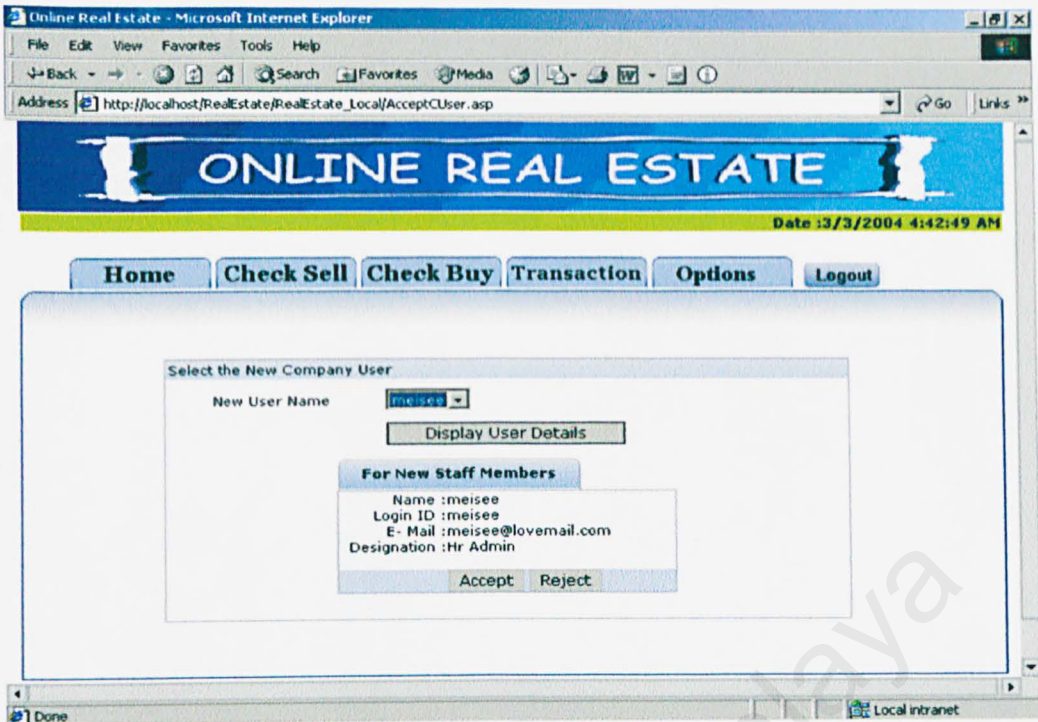 Online Real Estate - Microsoft Internet Explorer
File Edit View Favorites Tools Help
Back Search Favorites Media
Address http://localhost/RealEstate/RealEstate_Local/AcceptCUser.asp Go Links »
ONLINE REAL ESTATE
Date :3/3/2004 4:42:49 AM
Home Check Sell Check Buy Transaction Options Logout
Select the New Company User
New User Name meisee
Display User Details
For New Staff Members
Name :meisee
Login ID :meisee
E- Mail :meisee@lovemail.com
Designation :Hr Admin
Accept Reject
Done Local intranet